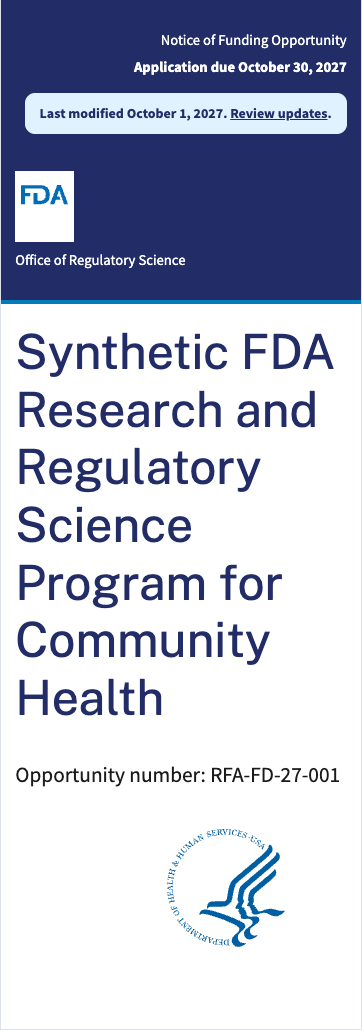 Notice of Funding Opportunity
Application due October 30, 2027
Last modified October 1, 2027. Review updates.
FDA
Office of Regulatory Science
Synthetic FDA
Research and
Regulatory
Science
Program for
Community
Health
Opportunity number: RFA-FD-27-001
DEPARTMENT OF HEALTH & HUMAN SERVICES·USA